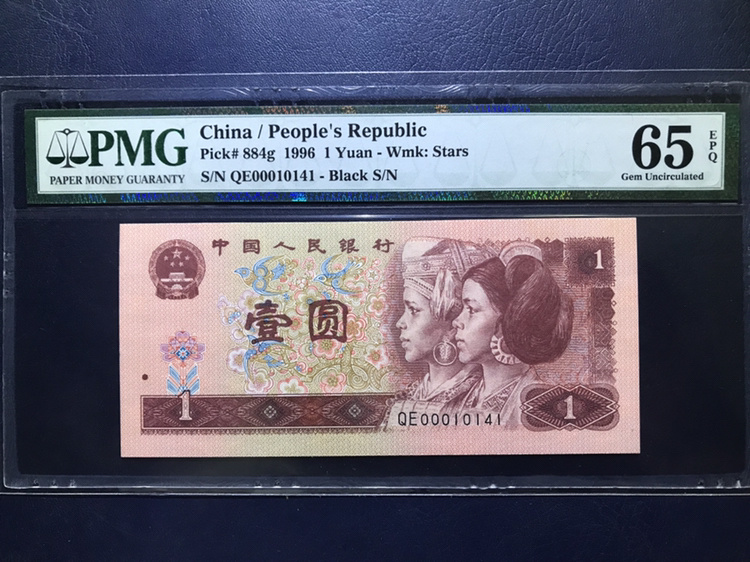 PMG
PAPER MONEY GUARANTY
China / People's Republic
Pick# 884g 1996 1 Yuan - Wmk: Stars
S/N QE00010141 - Black S/N
65 EPQ
Gem Uncirculated
中国人民银行
1
壹圆
1
QE00010141
1